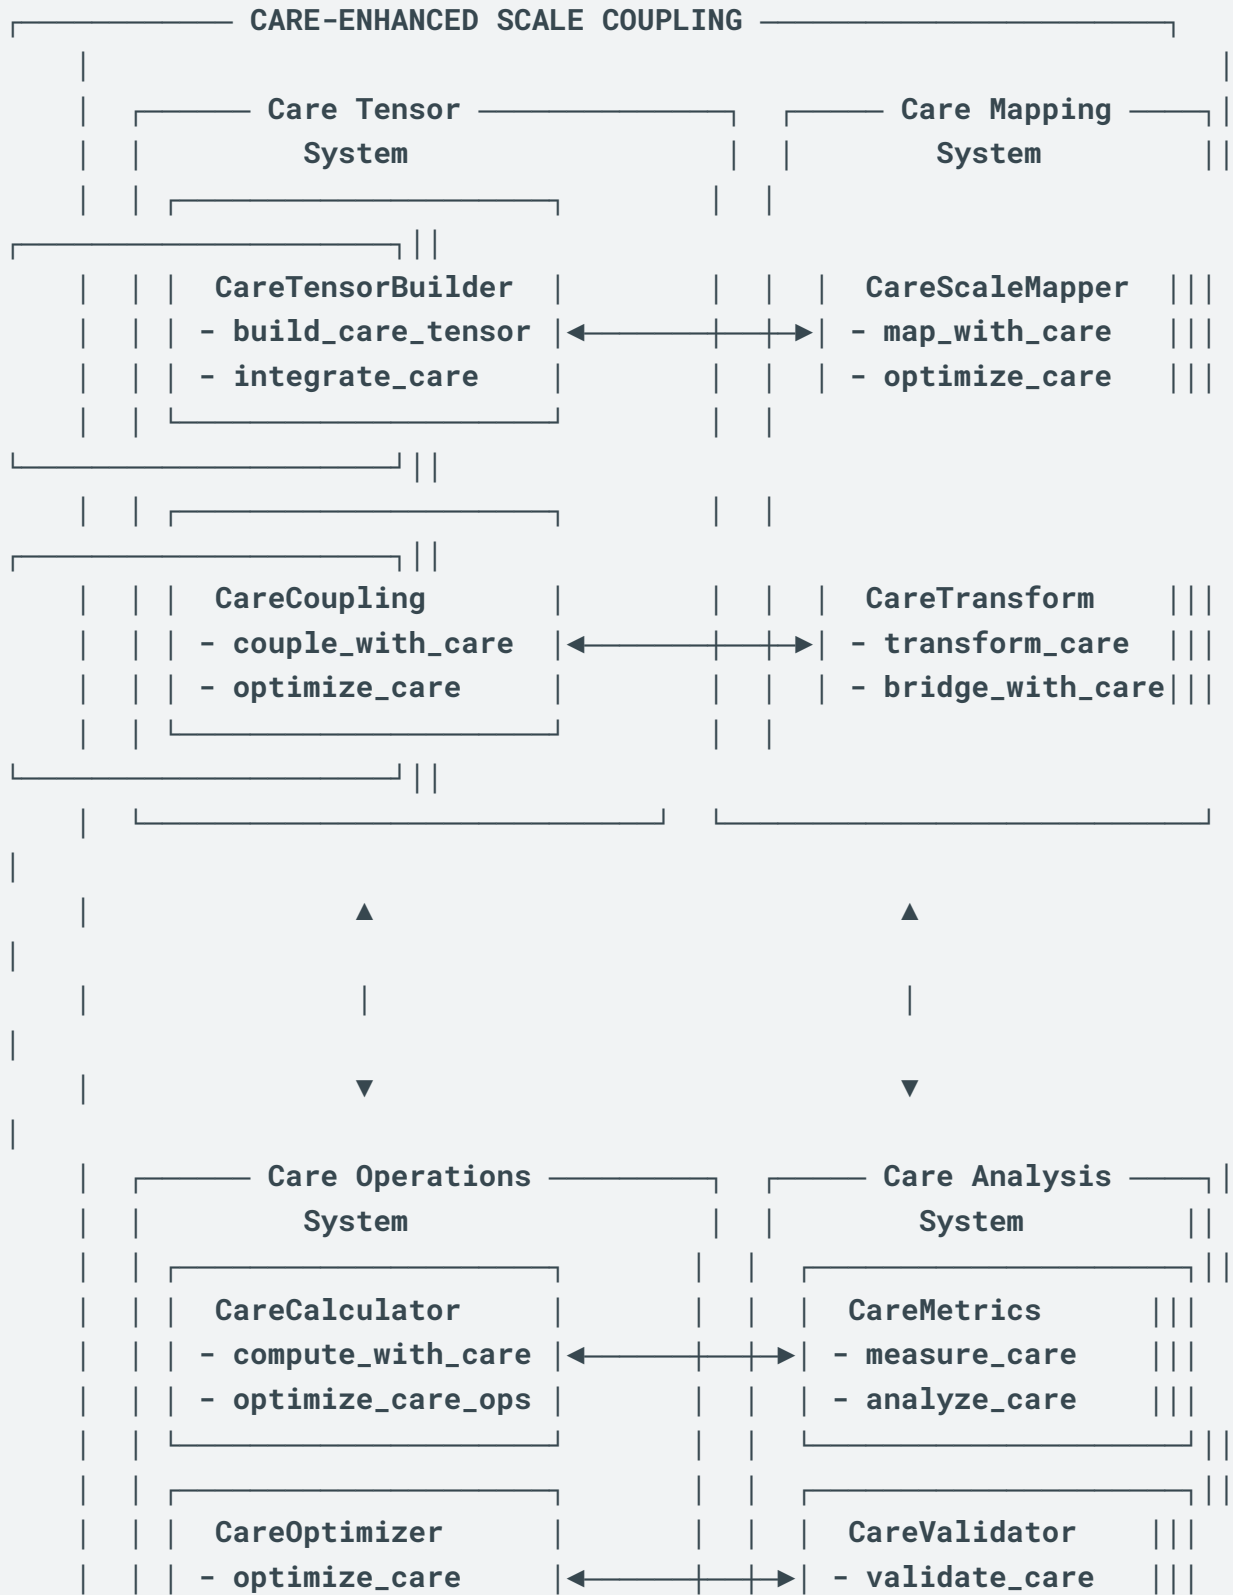 CARE-ENHANCED SCALE COUPLING
Care Tensor Care Mapping
System System
CareTensorBuilder CareScaleMapper
- build_care_tensor - map_with_care
- integrate_care - optimize_care
CareCoupling CareTransform
- couple_with_care - transform_care
- optimize_care - bridge_with_care
Care Operations Care Analysis
System System
CareCalculator CareMetrics
- compute_with_care - measure_care
- optimize_care_ops - analyze_care
CareOptimizer CareValidator
- optimize_care - validate_care